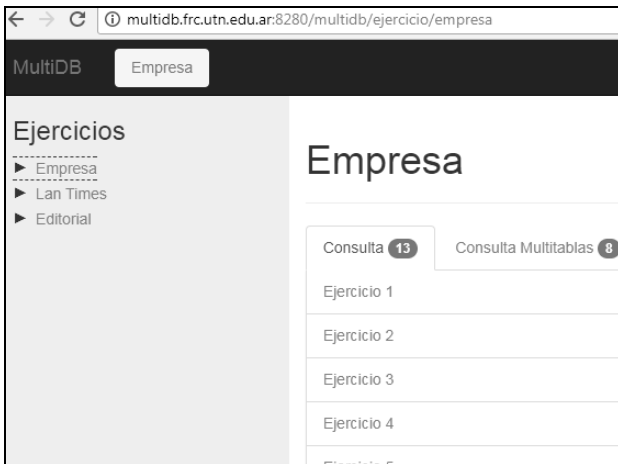 multidb.frc.utn.edu.ar:8280/multidb/ejercicio/empresa
MultiDB Empresa
Ejercicios
Empresa
Lan Times
Editorial
Empresa
Consulta 13 Consulta Multitablas 8
Ejercicio 1
Ejercicio 2
Ejercicio 3
Ejercicio 4